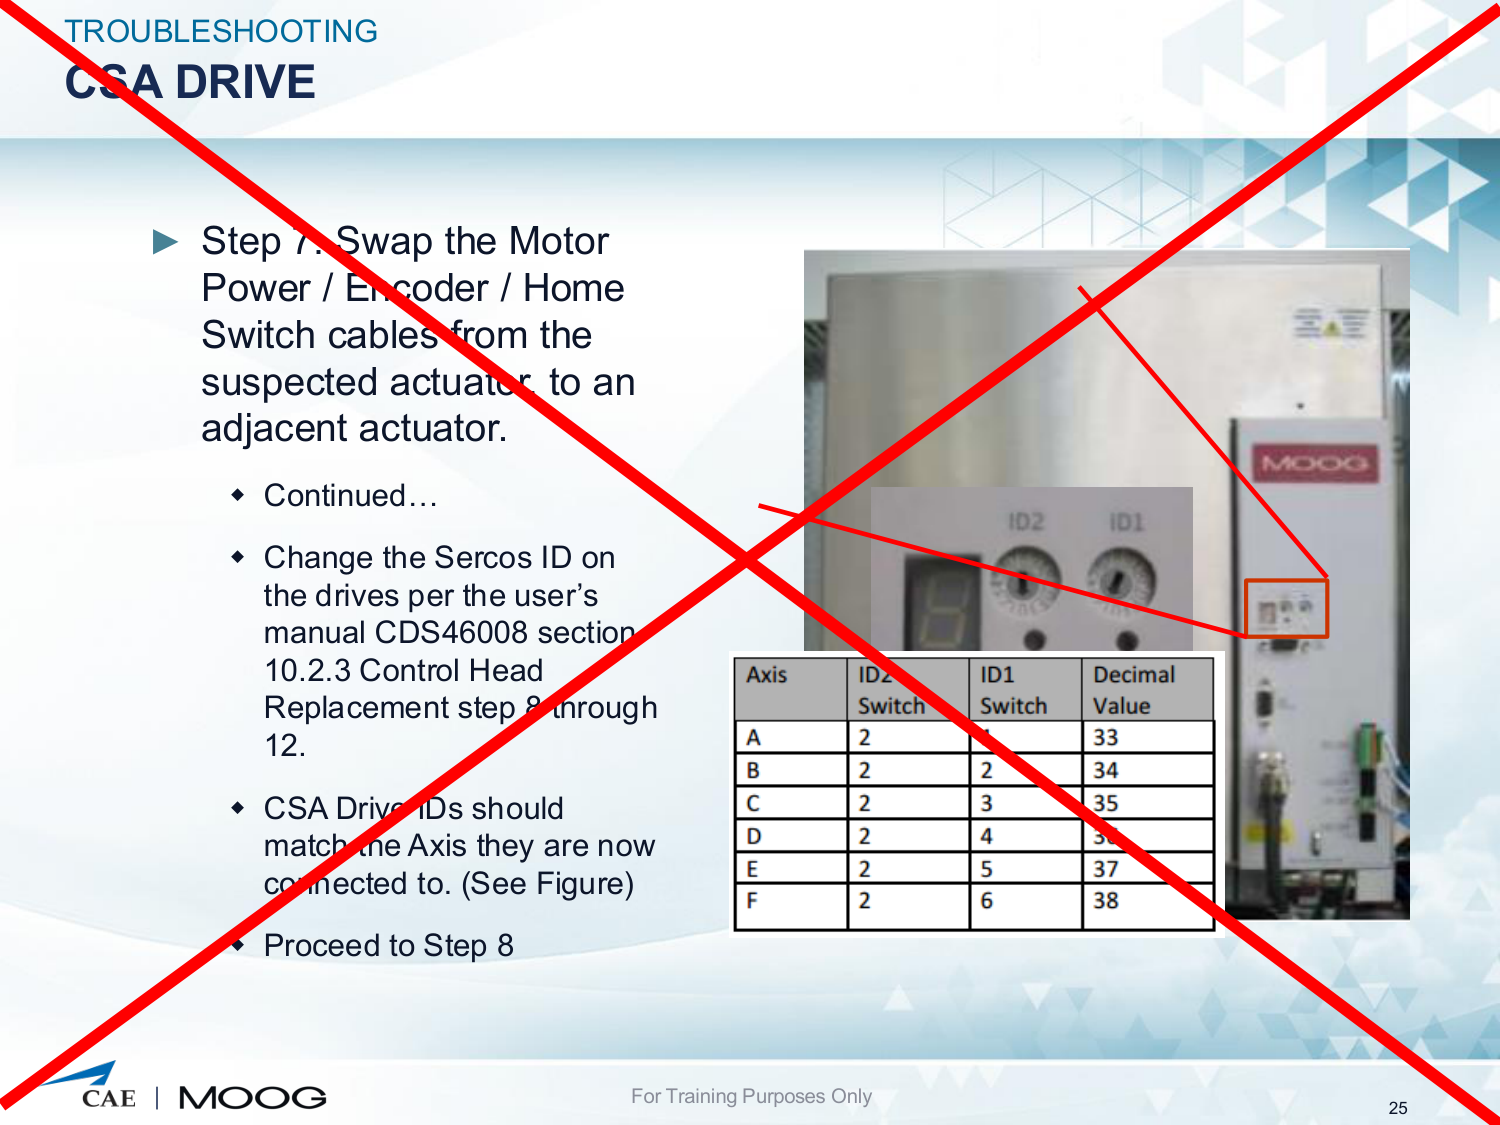 TROUBLESHOOTING
CSA DRIVE
► Step 7: Swap the Motor
Power / Encoder / Home
Switch cables from the
suspected actuator, to an
adjacent actuator.
◆ Continued…
◆ Change the Sercos ID on
the drives per the user’s
manual CDS46008 section
10.2.3 Control Head
Replacement step 8 through
12.
◆ CSA Drive IDs should
match the Axis they are now
connected to. (See Figure)
◆ Proceed to Step 8
MOOG
ID2 ID1
Axis ID2 Switch ID1 Switch Decimal Value
A 2 1 33
B 2 2 34
C 2 3 35
D 2 4 36
E 2 5 37
F 2 6 38
CAE | MOOG
For Training Purposes Only
25